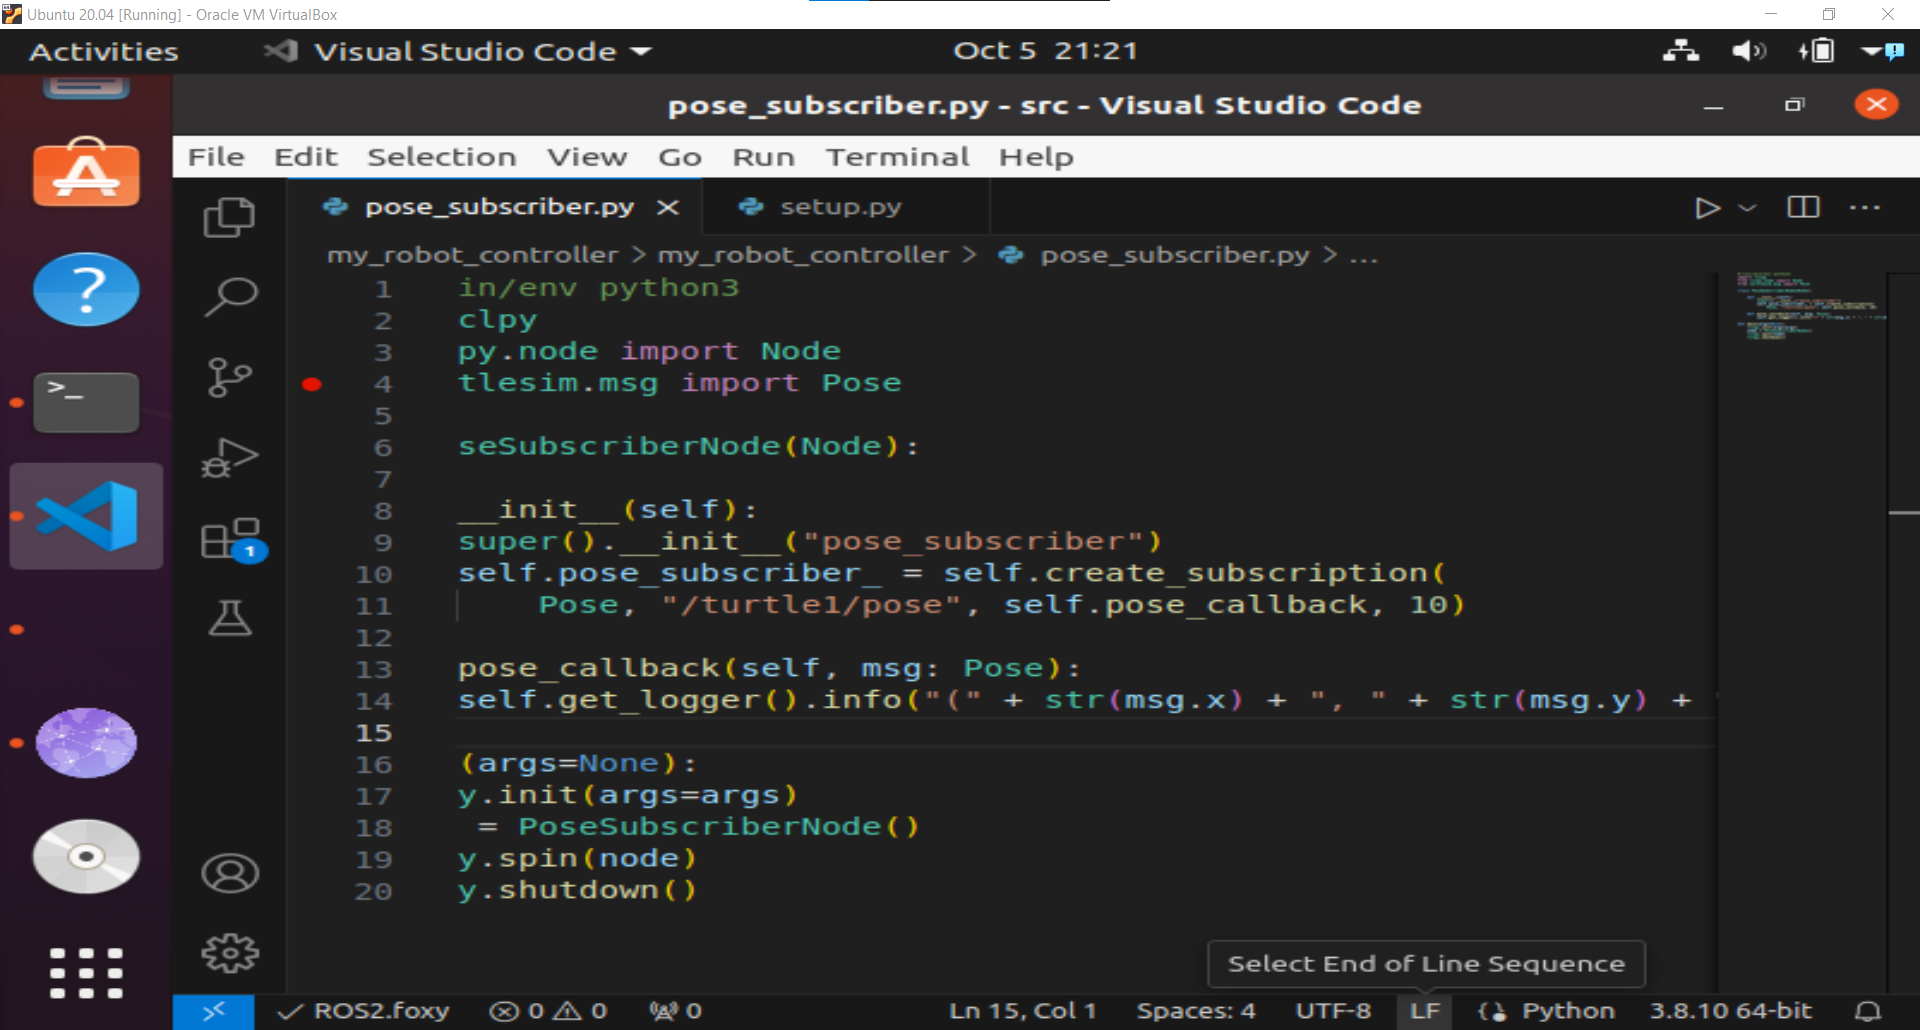 Ubuntu 20.04 [Running] - Oracle VM VirtualBox
Activities Visual Studio Code Oct 5 21:21
pose_subscriber.py - src - Visual Studio Code
File Edit Selection View Go Run Terminal Help
pose_subscriber.py setup.py
my_robot_controller > my_robot_controller > pose_subscriber.py > ...
1 in/env python3
2 clpy
3 py.node import Node
4 tlesim.msg import Pose
5
6 seSubscriberNode(Node):
7
8 __init__(self):
9 super().__init__("pose_subscriber")
10 self.pose_subscriber_ = self.create_subscription(
11 Pose, "/turtle1/pose", self.pose_callback, 10)
12
13 pose_callback(self, msg: Pose):
14 self.get_logger().info("(" + str(msg.x) + ", " + str(msg.y) + "
15
16 (args=None):
17 y.init(args=args)
18 = PoseSubscriberNode()
19 y.spin(node)
20 y.shutdown()
1
Select End of Line Sequence
ROS2.foxy 0 0 0 Ln 15, Col 1 Spaces: 4 UTF-8 LF Python 3.8.10 64-bit